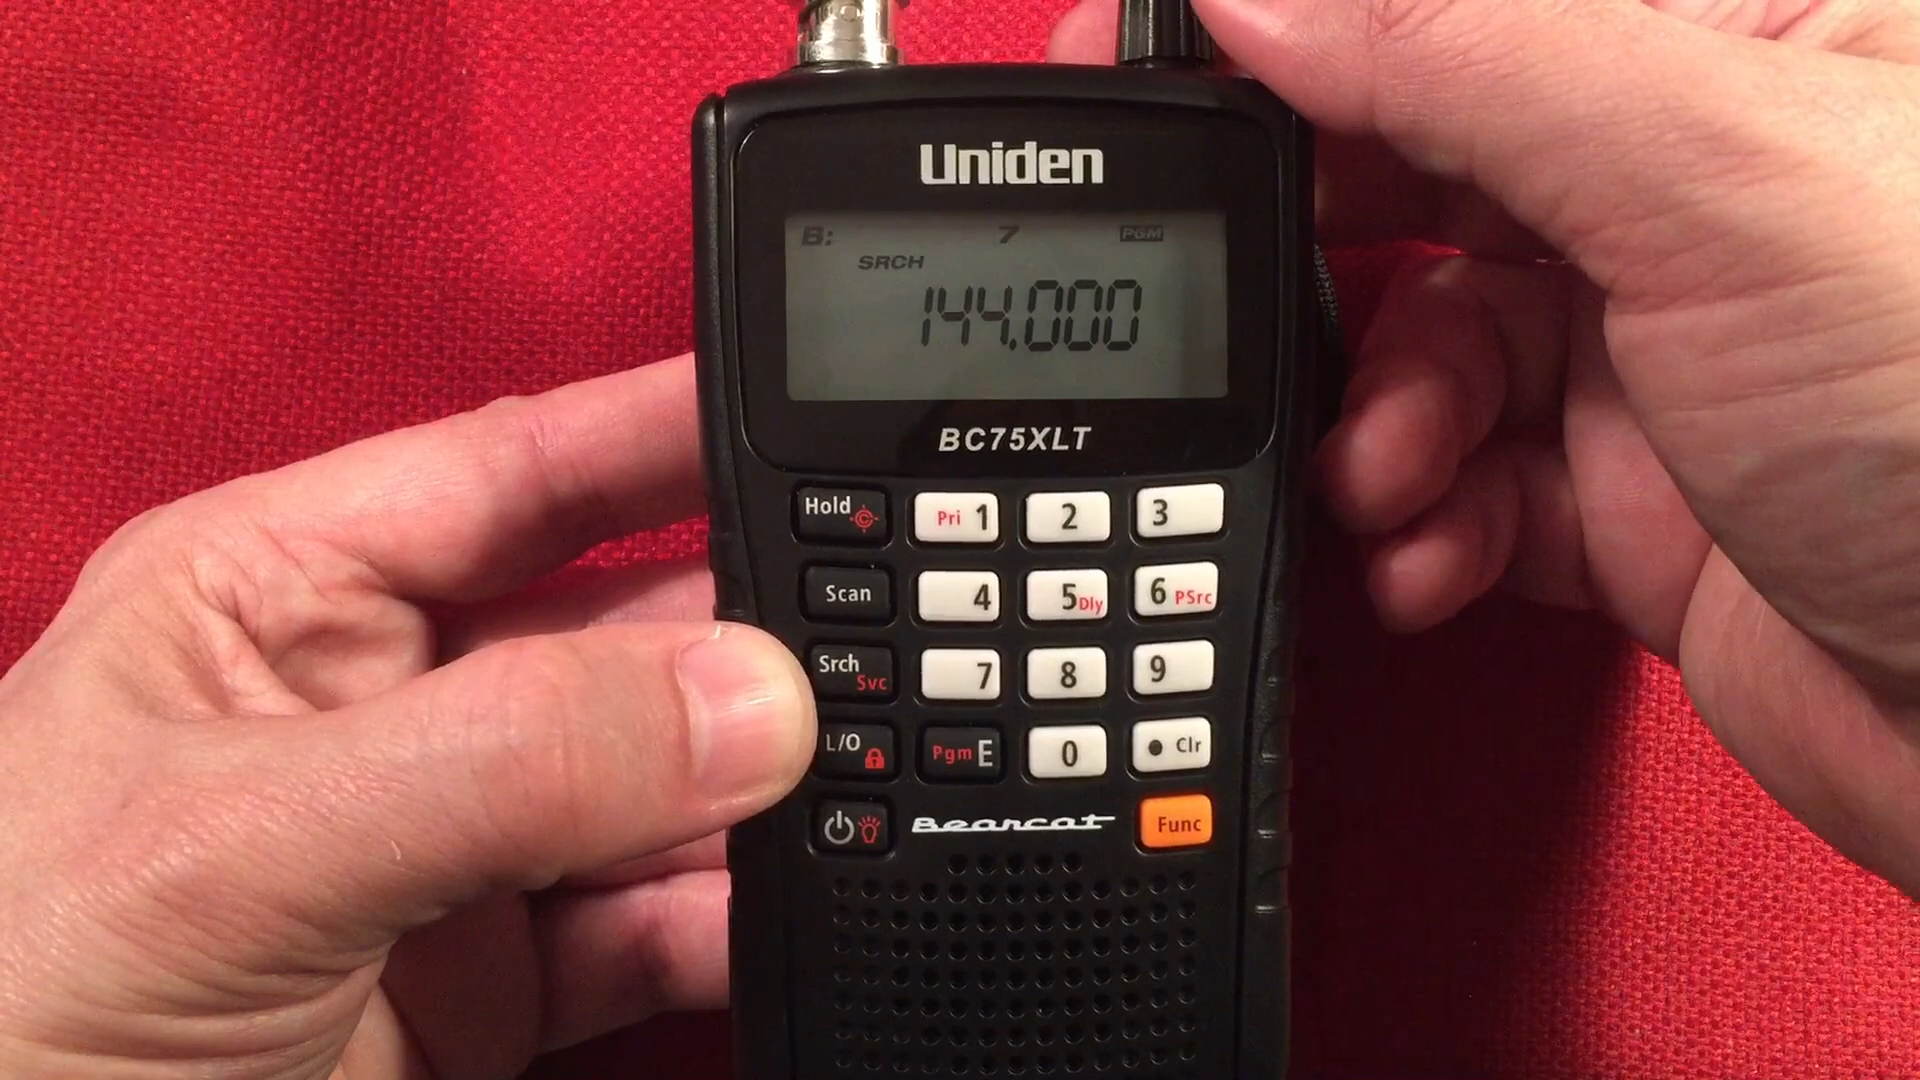 Uniden
B: 7 PGM
SRCH
144.000
BC75XLT
Hold Pri 1 2 3
Scan 4 5 Dly 6 PSrc
Srch Svc 7 8 9
L/O Pgm E 0 • Clr
Bearcat Func